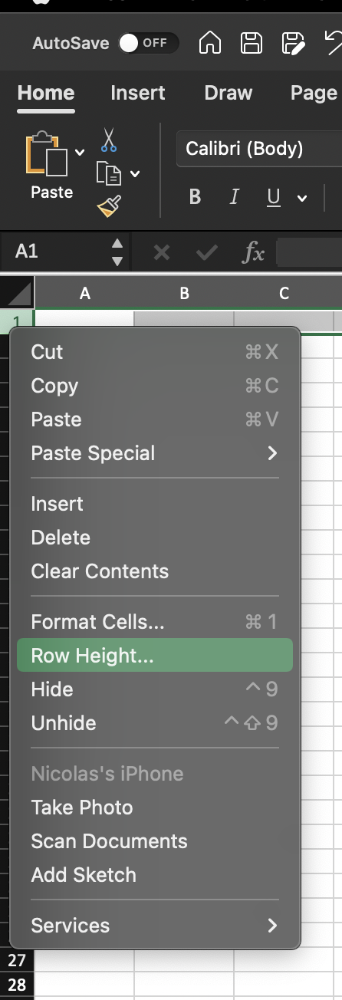 AutoSave OFF
Home Insert Draw Page
Paste
Calibri (Body)
B I U
A1 fx
A B C
1
Cut ⌘X
Copy ⌘C
Paste ⌘V
Paste Special
Insert
Delete
Clear Contents
Format Cells... ⌘1
Row Height...
Hide ^9
Unhide ^⇧9
Nicolas's iPhone
Take Photo
Scan Documents
Add Sketch
Services
27
28